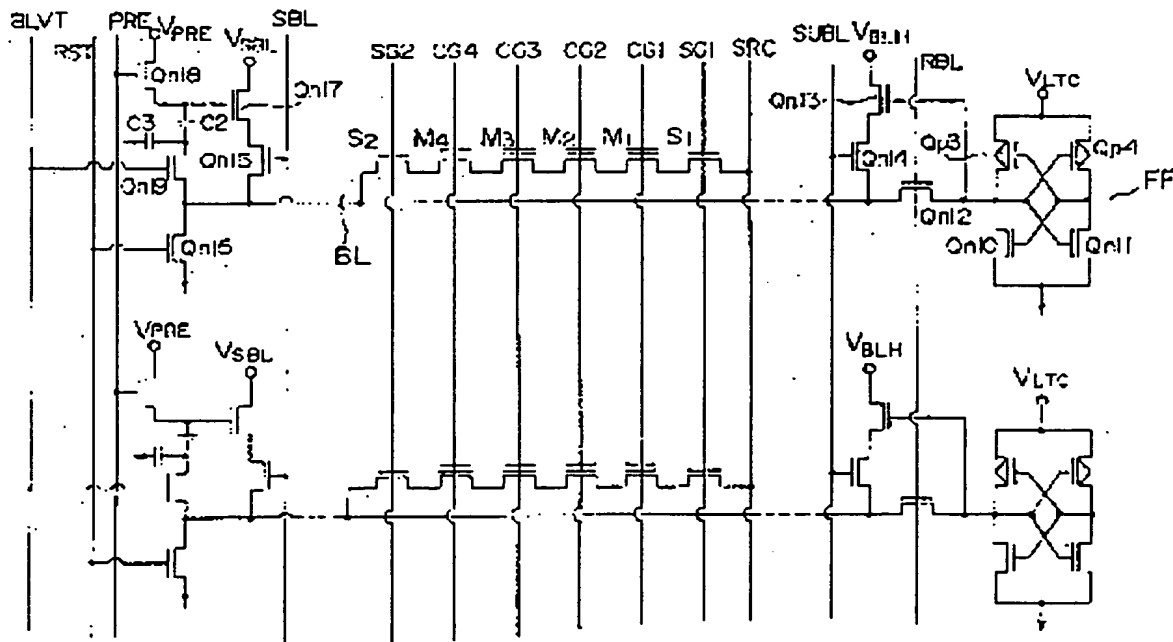 BLVT PRE SBL
RST VPRE VSBL
SG2 CG4 CG3 CG2 CG1 SG1 SRC
SUBL VBLH
RBL
VLTC
Qn18
Qn17
Qn13
C3 C2
S2 M4 M3 M2 M1 S1
Qp3 Qp4
Qn15
Qn14
Qn19
FF
Qn12
Qn15
BL
Qn10 Qn11
VPRE
VSBL
VBLH
VLTC